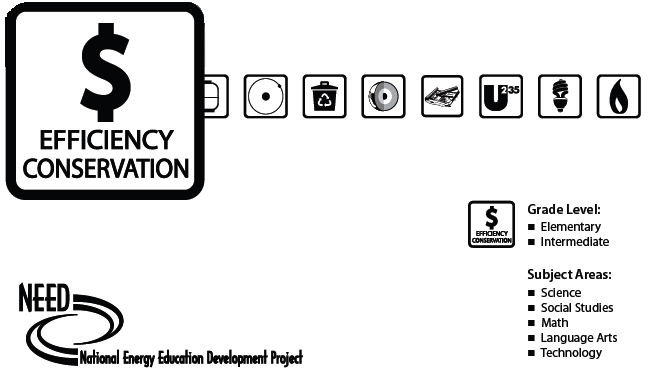 $
EFFICIENCY
CONSERVATION
U235
$
EFFICIENCY
CONSERVATION
Grade Level:
■ Elementary
■ Intermediate
Subject Areas:
■ Science
■ Social Studies
■ Math
■ Language Arts
■ Technology
NEED
National Energy Education Development Project